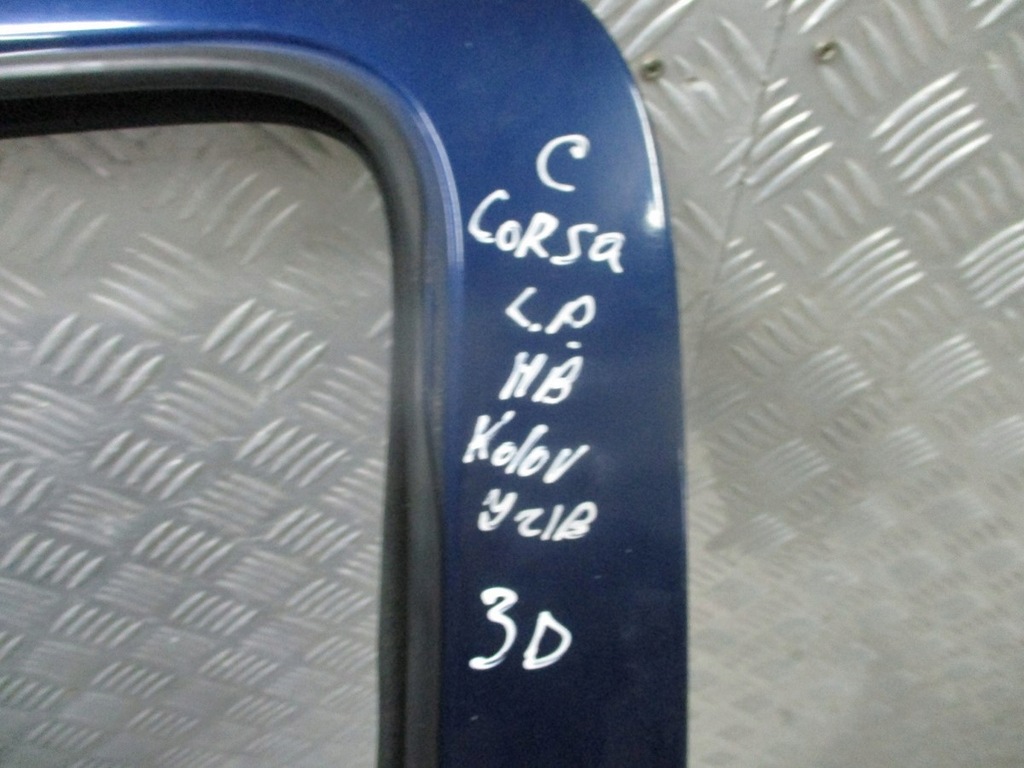 C
CORSa
L.P.
HB
Kolov
Y21B
3D